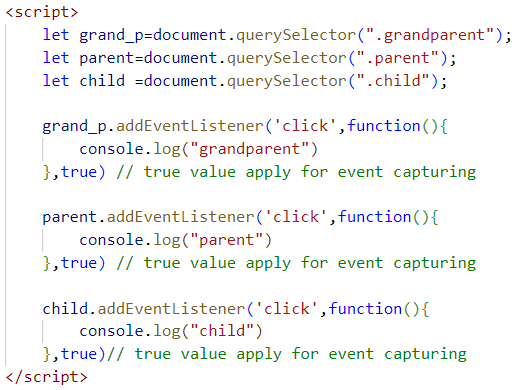 <script>
let grand_p=document.querySelector(".grandparent");
let parent=document.querySelector(".parent");
let child =document.querySelector(".child");
grand_p.addEventListener('click',function(){
console.log("grandparent")
},true) // true value apply for event capturing
parent.addEventListener('click',function(){
console.log("parent")
},true) // true value apply for event capturing
child.addEventListener('click',function(){
console.log("child")
},true)// true value apply for event capturing
</script>